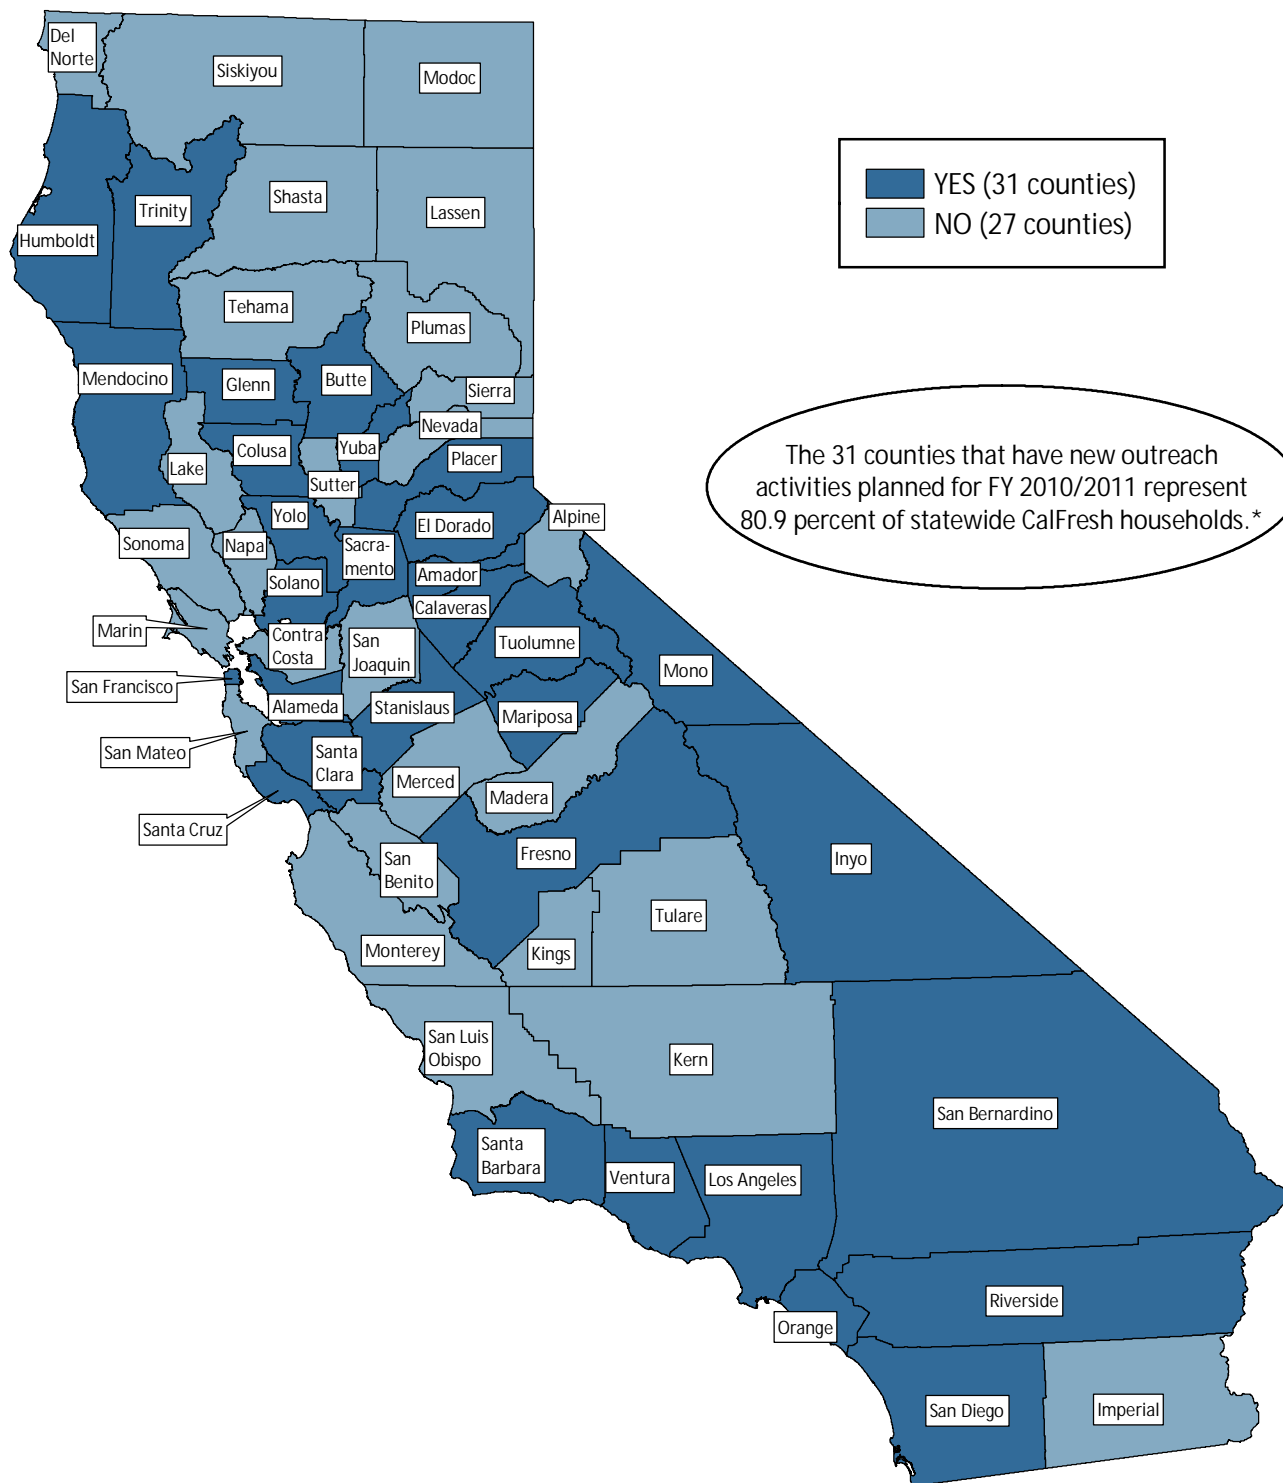 Del
Norte
Siskiyou
Modoc
YES (31 counties)
NO (27 counties)
Shasta
Lassen
Trinity
Humboldt
Tehama
Plumas
Mendocino
Glenn
Butte
Sierra
Nevada
Colusa
Yuba
Placer
Lake
Sutter
The 31 counties that have new outreach
activities planned for FY 2010/2011 represent
80.9 percent of statewide CalFresh households.*
Yolo
El Dorado
Alpine
Sonoma
Napa
Sacra-
mento
Solano
Amador
Calaveras
Marin
Contra
Costa
San
Joaquin
Tuolumne
Mono
San Francisco
Alameda
Stanislaus
Mariposa
San Mateo
Santa
Clara
Merced
Madera
Santa Cruz
Fresno
Inyo
San
Benito
Tulare
Monterey
Kings
San Luis
Obispo
Kern
San Bernardino
Santa
Barbara
Ventura
Los Angeles
Riverside
Orange
San Diego
Imperial